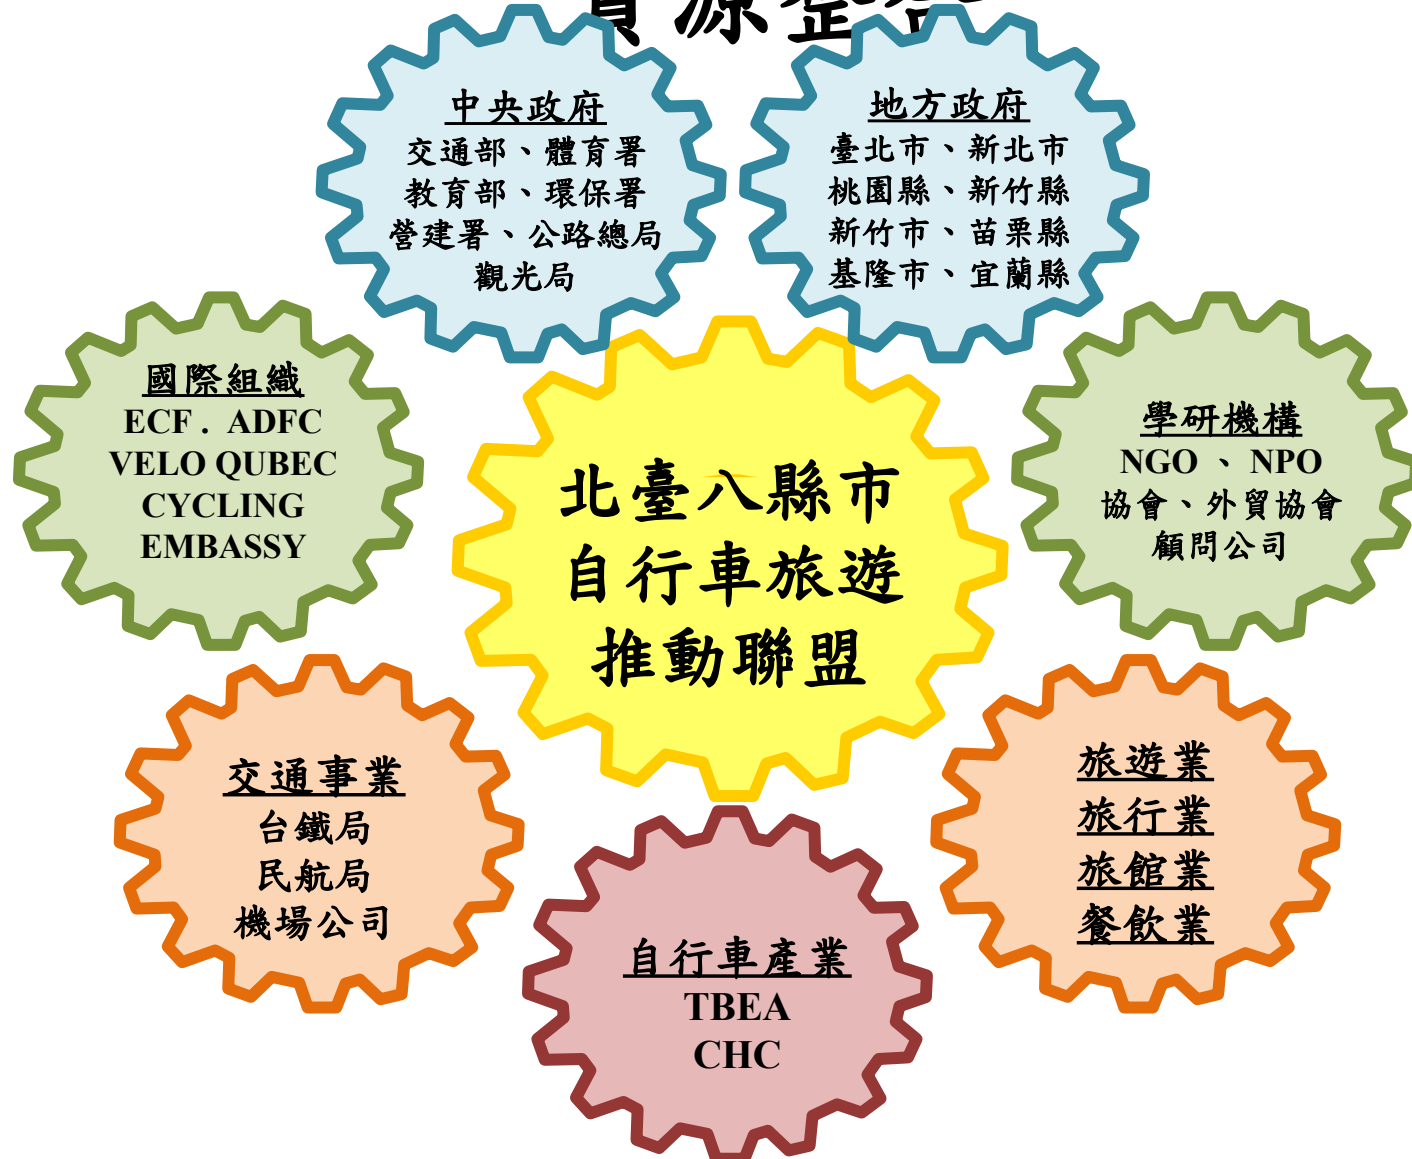 資源整合
中央政府
交通部、體育署
教育部、環保署
營建署、公路總局
觀光局
地方政府
臺北市、新北市
桃園縣、新竹縣
新竹市、苗栗縣
基隆市、宜蘭縣
國際組織
ECF . ADFC
VELO QUBEC
CYCLING
EMBASSY
北臺八縣市
自行車旅遊
推動聯盟
學研機構
NGO 、 NPO
協會、外貿協會
顧問公司
交通事業
台鐵局
民航局
機場公司
自行車產業
TBEA
CHC
旅遊業
旅行業
旅館業
餐飲業